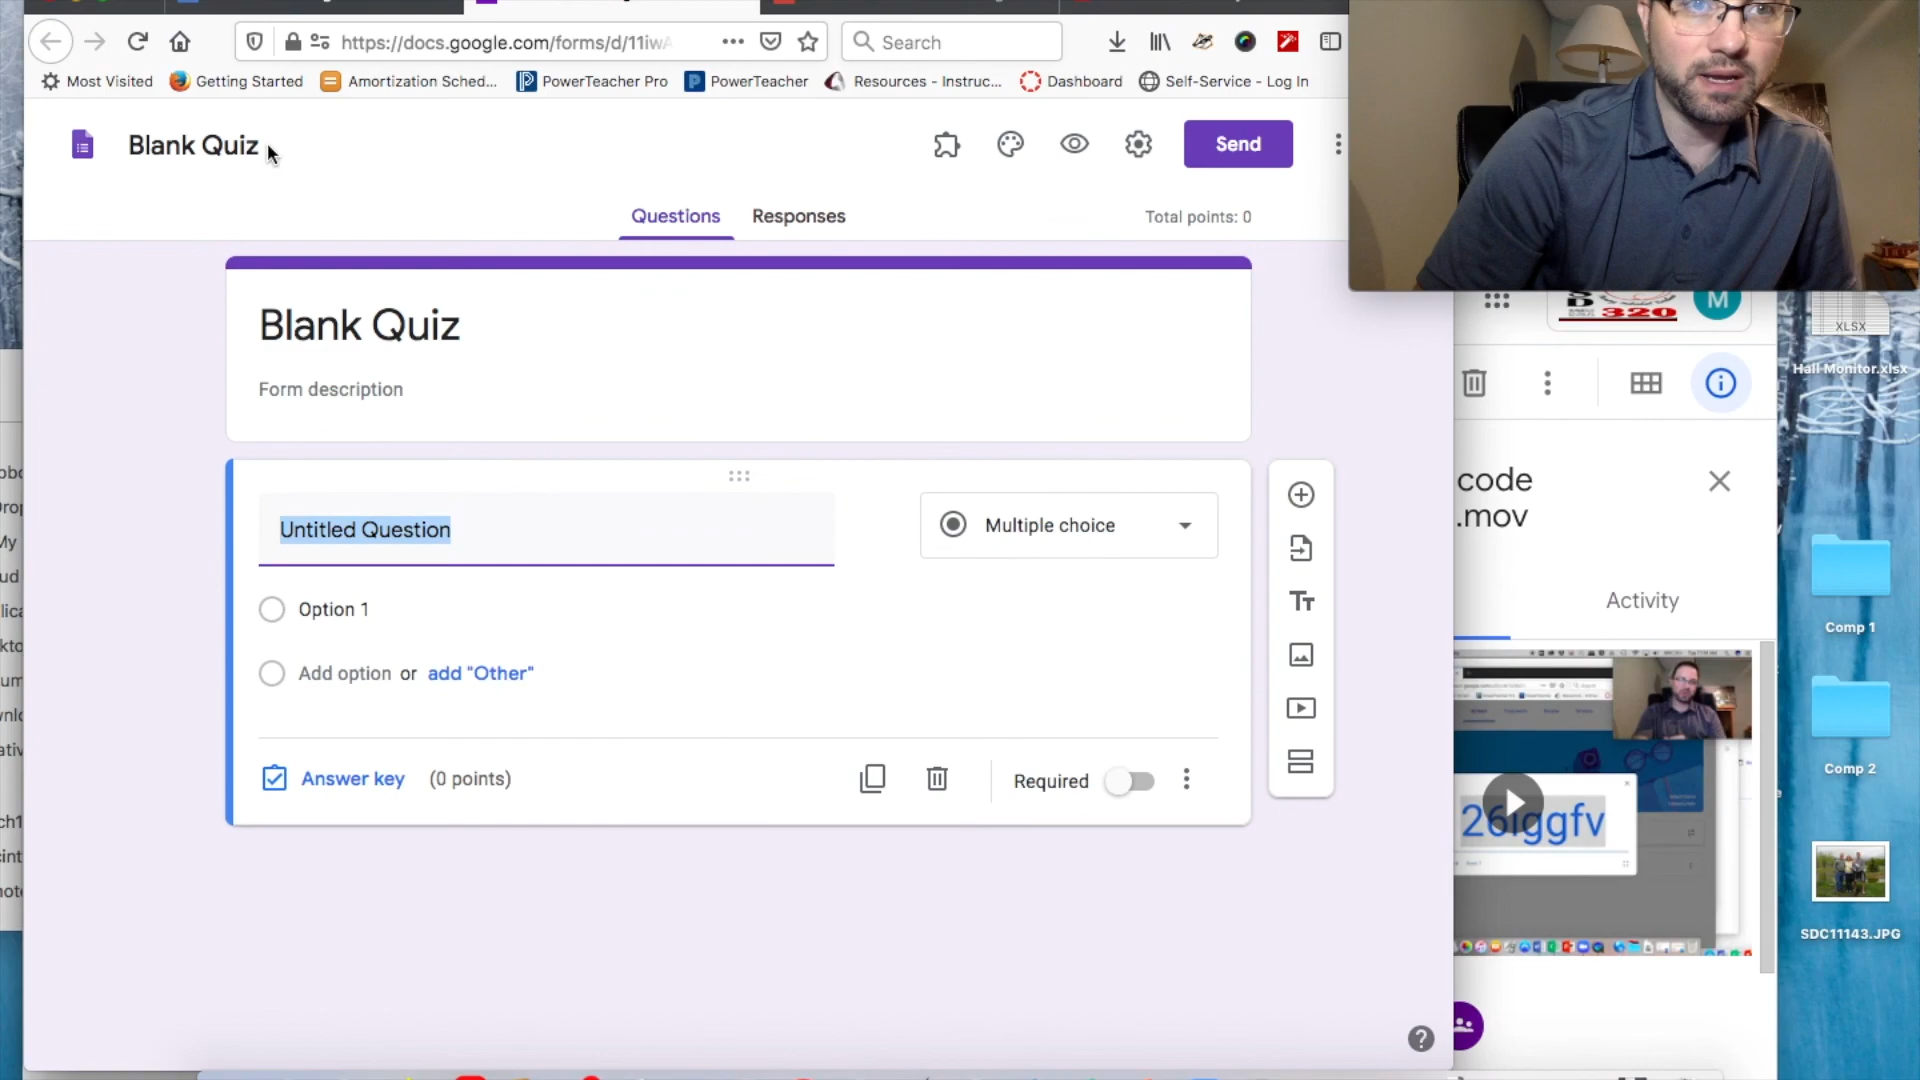 https://docs.google.com/forms/d/11iwA
Search
Most Visited
Getting Started
Amortization Sched...
PowerTeacher Pro
PowerTeacher
Resources - Instruc...
Dashboard
Self-Service - Log In
Blank Quiz
Send
Questions
Responses
Total points: 0
Blank Quiz
Form description
Untitled Question
Multiple choice
Option 1
Add option or add "Other"
Answer key
(0 points)
Required
320
M
XLSX
Hall Monitor.xlsx
code
.mov
Activity
Comp 1
Comp 2
SDC11143.JPG